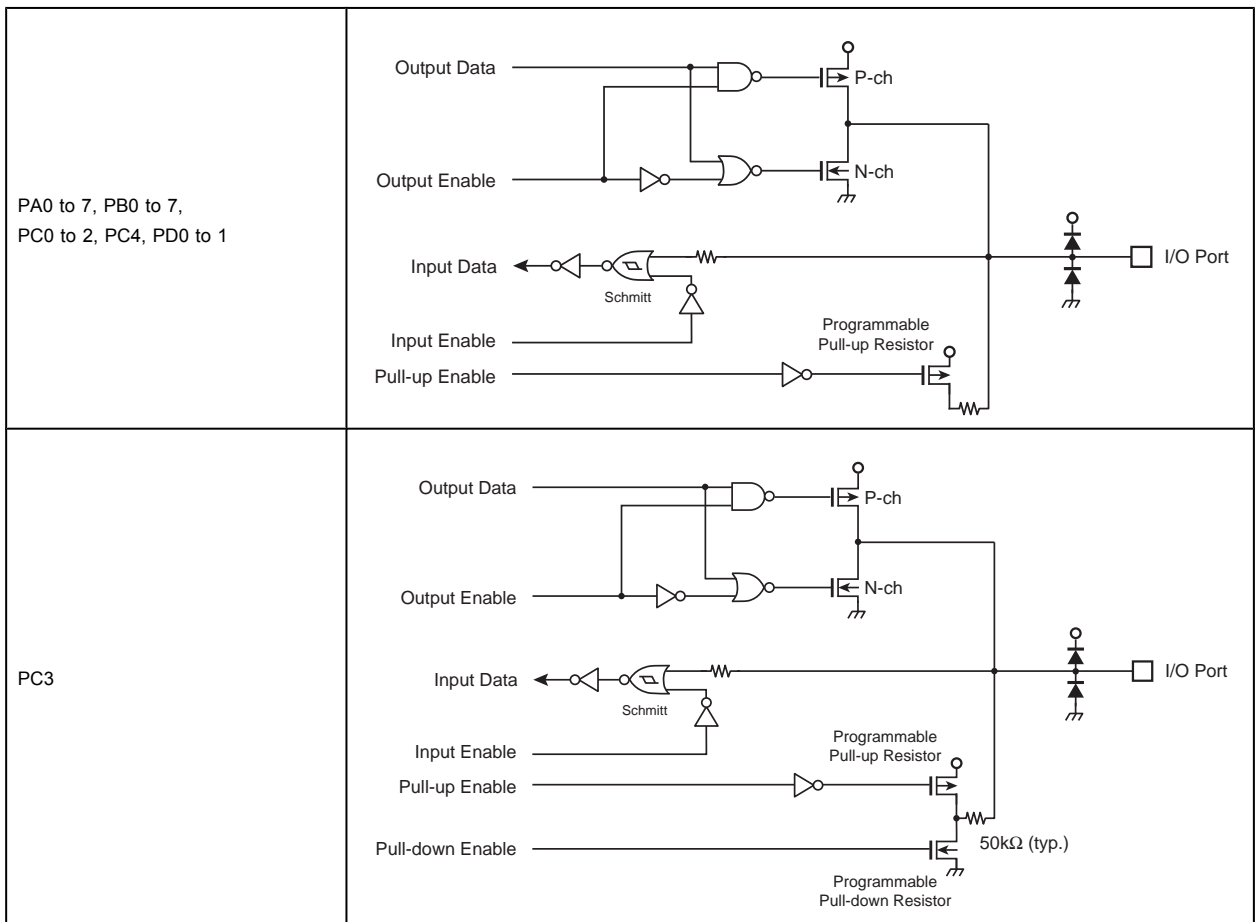 PA0 to 7, PB0 to 7,
PC0 to 2, PC4, PD0 to 1
Output Data
P-ch
Output Enable
N-ch
Input Data
Schmitt
I/O Port
Input Enable
Programmable
Pull-up Resistor
Pull-up Enable
PC3
Output Data
P-ch
Output Enable
N-ch
Input Data
Schmitt
I/O Port
Input Enable
Programmable
Pull-up Resistor
Pull-up Enable
50kΩ (typ.)
Pull-down Enable
Programmable
Pull-down Resistor